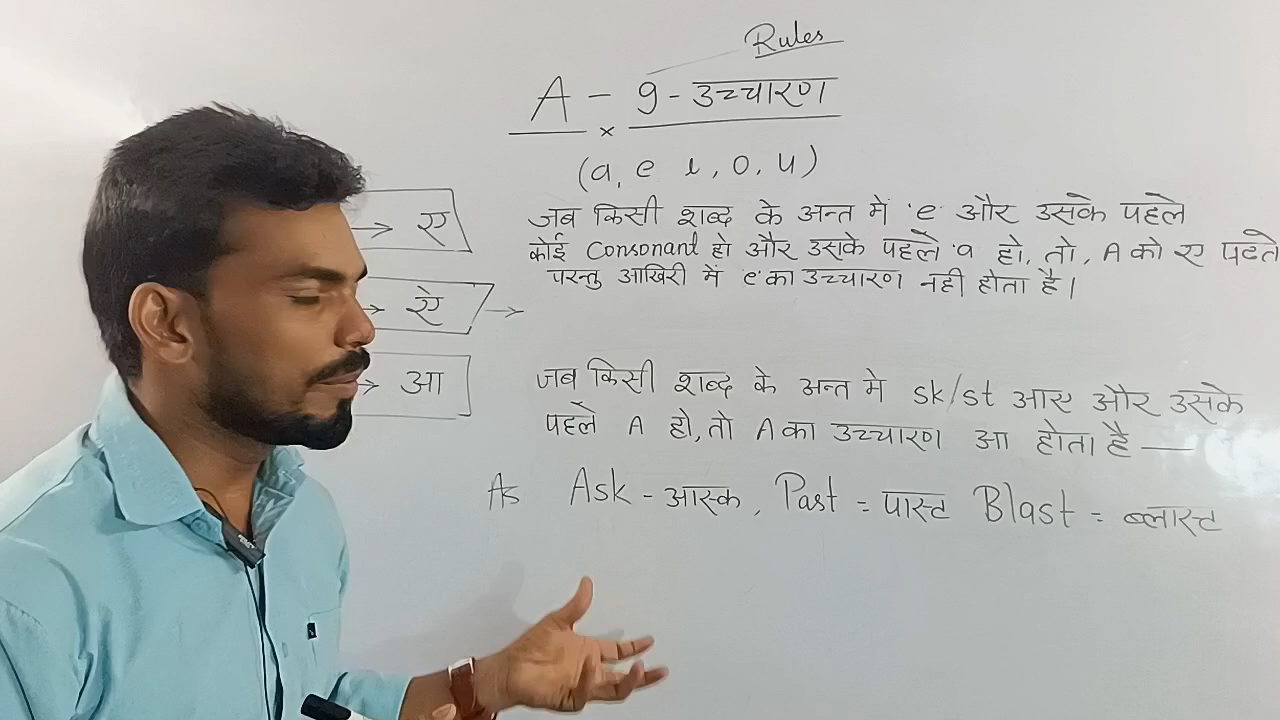 Rules
A - 9 - उच्चारण
×
(a, e i, o, u)
→ ए
जब किसी शब्द के अन्त में 'e' और उसके पहले
कोई Consonant हो और उसके पहले 'a हो, तो, A को ए पढते
परन्तु आखिरी में e' का उच्चारण नही होता है।
→ ऐ →
→ आ
जब किसी शब्द के अन्त मे sk/st आए और उसके
पहले A हो, तो A का उच्चारण आ होता है —
As Ask - आस्क, Past = पास्ट Blast = ब्लास्ट